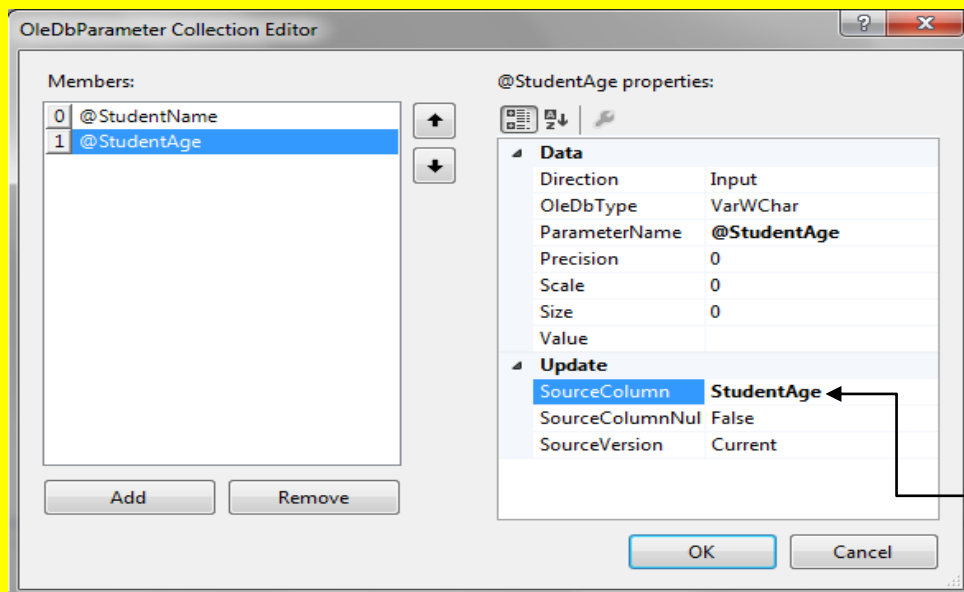 OleDbParameter Collection Editor
?
X
Members:
0 @StudentName
1 @StudentAge
Add
Remove
@StudentAge properties:
A
Z
Data
Direction Input
OleDbType VarWChar
ParameterName @StudentAge
Precision 0
Scale 0
Size 0
Value
Update
SourceColumn StudentAge
SourceColumnNul False
SourceVersion Current
OK
Cancel